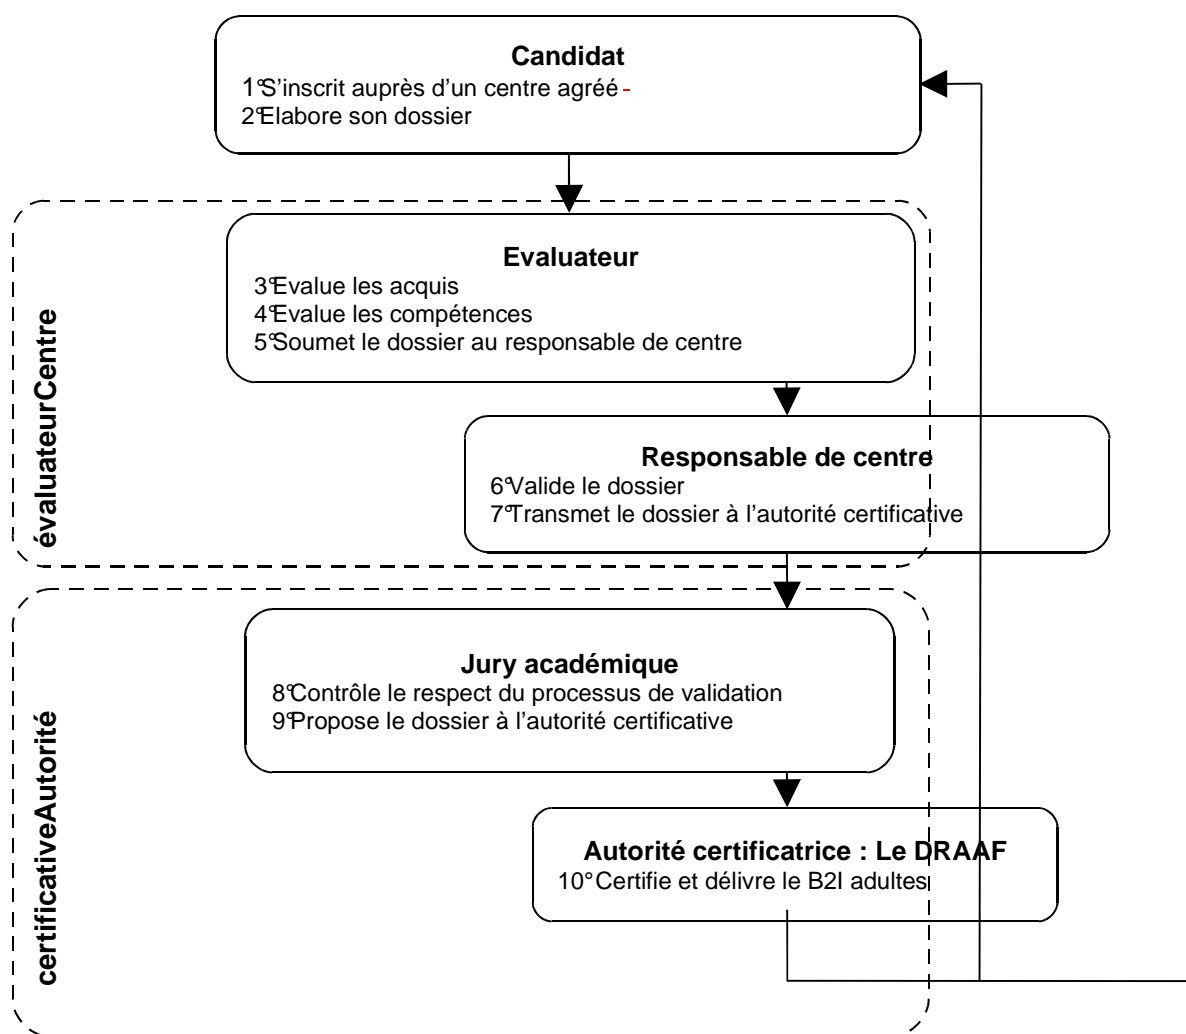 Candidat
1°S’inscrit auprès d’un centre agréé -
2°Elabore son dossier
évaluateurCentre
Evaluateur
3°Evalue les acquis
4°Evalue les compétences
5°Soumet le dossier au responsable de centre
Responsable de centre
6°Valide le dossier
7°Transmet le dossier à l’autorité certificative
certificativeAutorité
Jury académique
8°Contrôle le respect du processus de validation
9°Propose le dossier à l’autorité certificative
Autorité certificatrice : Le DRAAF
10° Certifie et délivre le B2I adultes